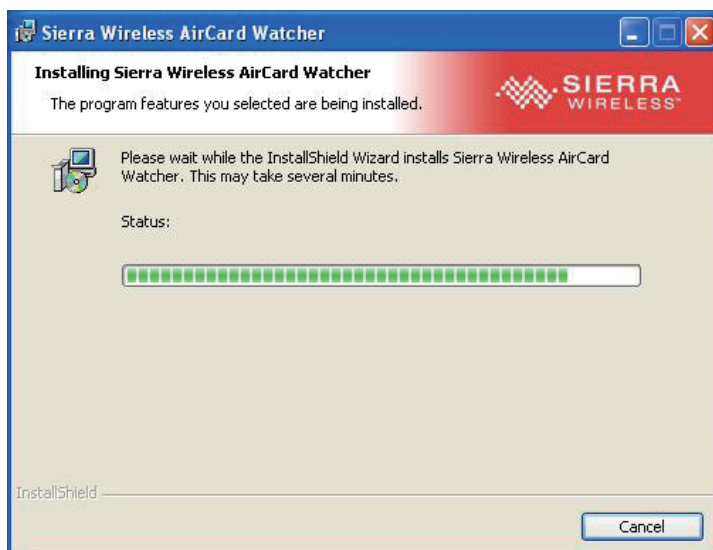 Sierra Wireless AirCard Watcher
Installing Sierra Wireless AirCard Watcher
The program features you selected are being installed.
SIERRA
WIRELESS™
Please wait while the InstallShield Wizard installs Sierra Wireless AirCard
Watcher. This may take several minutes.
Status:
InstallShield
Cancel